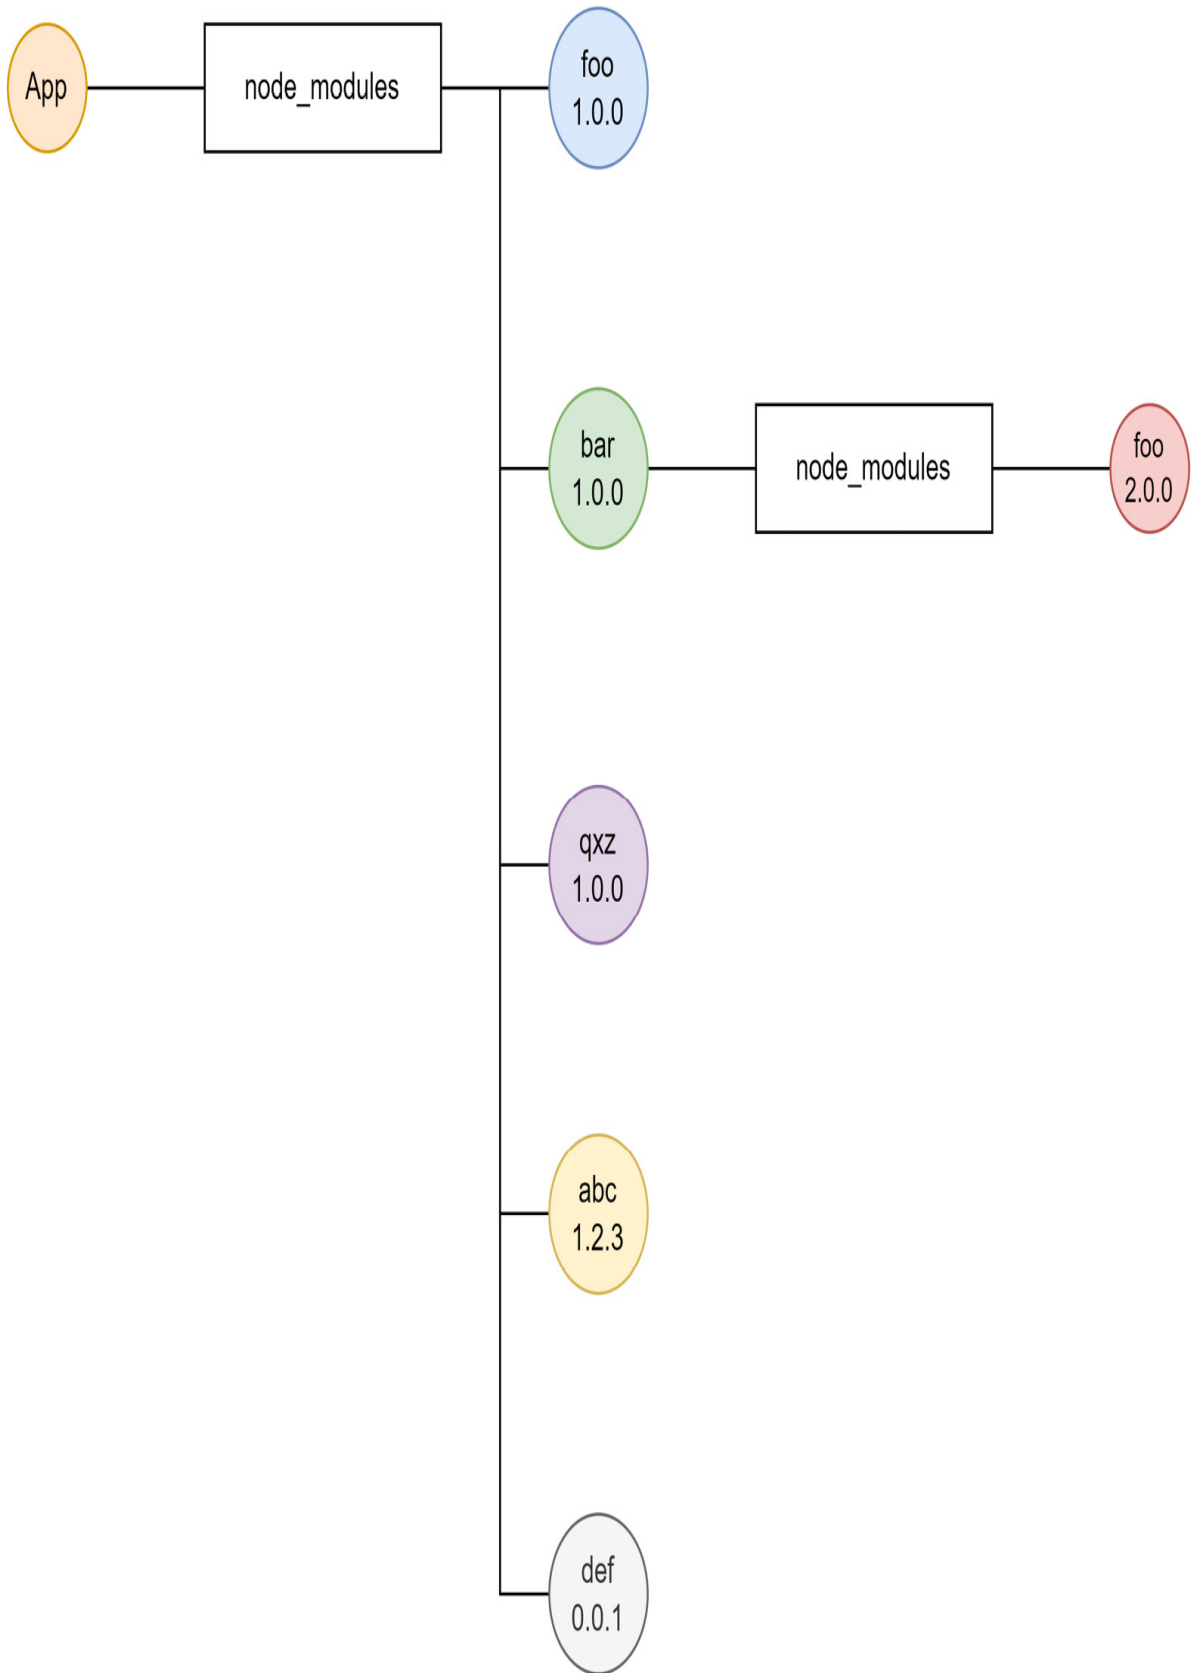 App
node_modules
foo
1.0.0
bar
1.0.0
node_modules
foo
2.0.0
qxz
1.0.0
abc
1.2.3
def
0.0.1